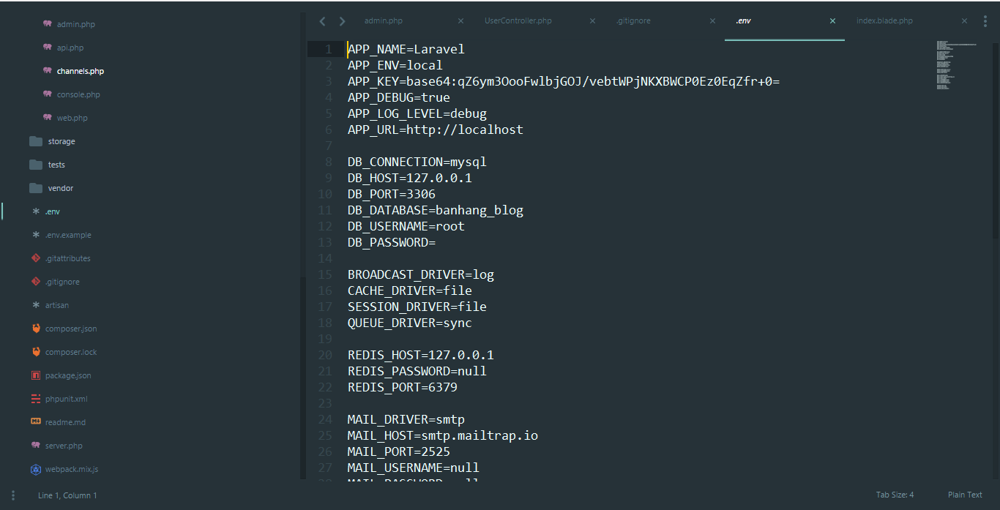 admin.php
api.php
channels.php
console.php
web.php
storage
tests
vendor
.env
.env.example
.gitattributes
.gitignore
artisan
composer.json
composer.lock
package.json
phpunit.xml
readme.md
server.php
webpack.mix.js
admin.php × UserController.php × .gitignore × .env × index.blade.php ×
1 APP_NAME=Laravel
2 APP_ENV=local
3 APP_KEY=base64:qZ6ym3OooFwlbjGOJ/vebtWPjNKXBWCP0Ez0EqZfr+0=
4 APP_DEBUG=true
5 APP_LOG_LEVEL=debug
6 APP_URL=http://localhost
7
8 DB_CONNECTION=mysql
9 DB_HOST=127.0.0.1
10 DB_PORT=3306
11 DB_DATABASE=banhang_blog
12 DB_USERNAME=root
13 DB_PASSWORD=
14
15 BROADCAST_DRIVER=log
16 CACHE_DRIVER=file
17 SESSION_DRIVER=file
18 QUEUE_DRIVER=sync
19
20 REDIS_HOST=127.0.0.1
21 REDIS_PASSWORD=null
22 REDIS_PORT=6379
23
24 MAIL_DRIVER=smtp
25 MAIL_HOST=smtp.mailtrap.io
26 MAIL_PORT=2525
27 MAIL_USERNAME=null
Line 1, Column 1
Tab Size: 4 Plain Text